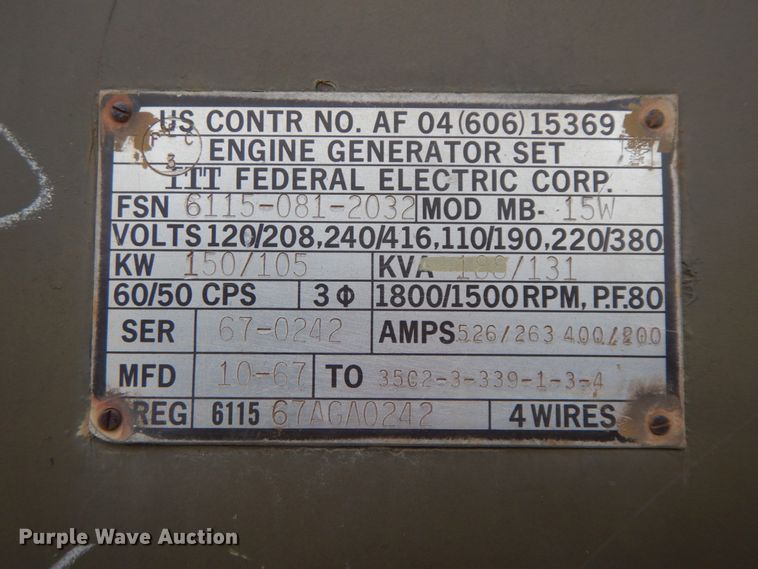 US CONTR NO. AF 04(606)15369
ENGINE GENERATOR SET
ITT FEDERAL ELECTRIC CORP.
FSN 6115-081-2032 MOD MB- 15W
VOLTS 120/208,240/416,110/190,220/380
KW 150/105 KVA 188/131
60/50 CPS 3Φ 1800/1500 RPM, P.F.80
SER 67-0242 AMPS 526/263 400/200
MFD 10-67 TO 35C2-3-339-1-3-4
REG 6115 67AGA0242 4 WIRES
Purple Wave Auction